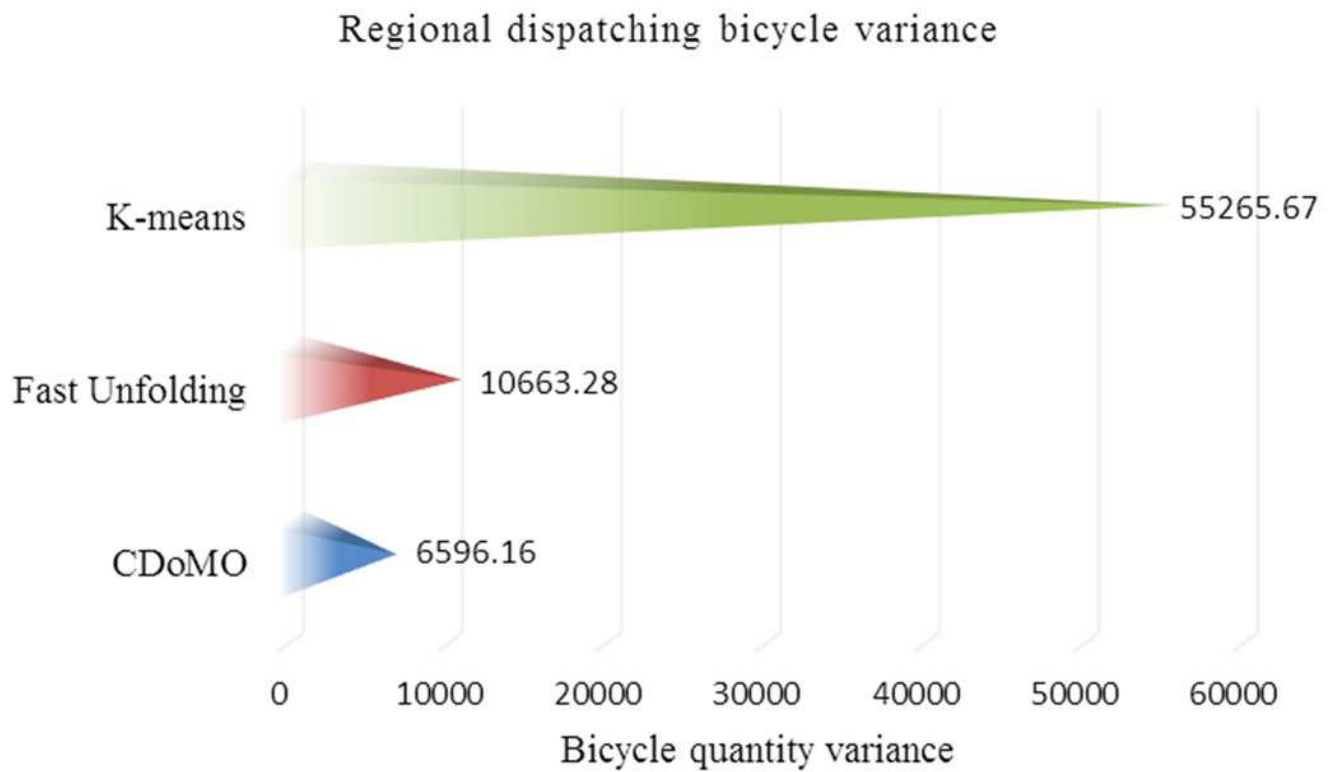 Regional dispatching bicycle variance
K-means
55265.67
Fast Unfolding
10663.28
CDoMO
6596.16
0 10000 20000 30000 40000 50000 60000
Bicycle quantity variance